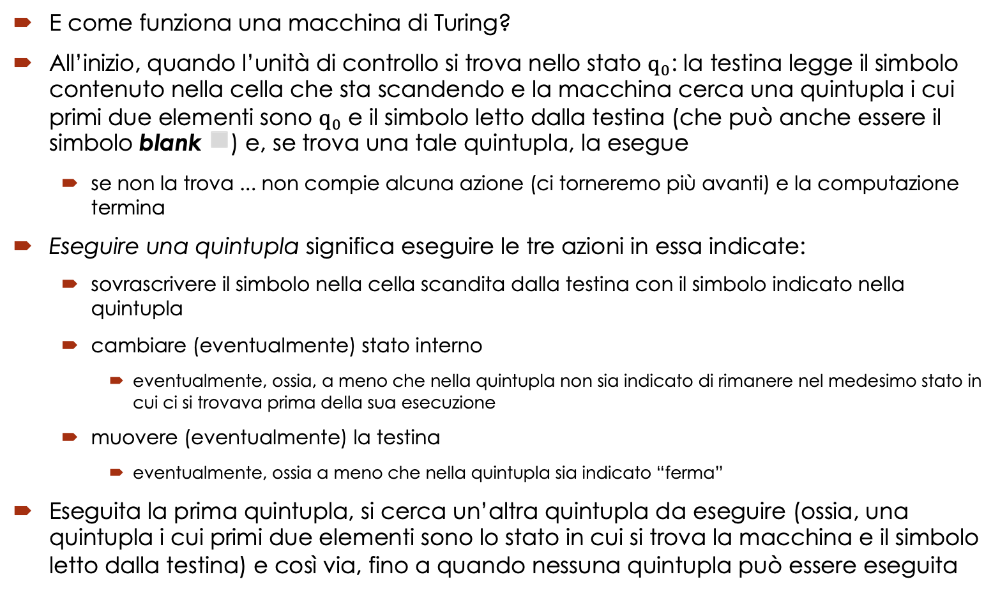 E come funziona una macchina di Turing?
All’inizio, quando l’unità di controllo si trova nello stato q₀: la testina legge il simbolo
contenuto nella cella che sta scandendo e la macchina cerca una quintupla i cui
primi due elementi sono q₀ e il simbolo letto dalla testina (che può anche essere il
simbolo blank ) e, se trova una tale quintupla, la esegue
se non la trova ... non compie alcuna azione (ci torneremo più avanti) e la computazione
termina
Eseguire una quintupla significa eseguire le tre azioni in essa indicate:
sovrascrivere il simbolo nella cella scandita dalla testina con il simbolo indicato nella
quintupla
cambiare (eventualmente) stato interno
eventualmente, ossia, a meno che nella quintupla non sia indicato di rimanere nel medesimo stato in
cui ci si trovava prima della sua esecuzione
muovere (eventualmente) la testina
eventualmente, ossia a meno che nella quintupla sia indicato “ferma”
Eseguita la prima quintupla, si cerca un’altra quintupla da eseguire (ossia, una
quintupla i cui primi due elementi sono lo stato in cui si trova la macchina e il simbolo
letto dalla testina) e così via, fino a quando nessuna quintupla può essere eseguita